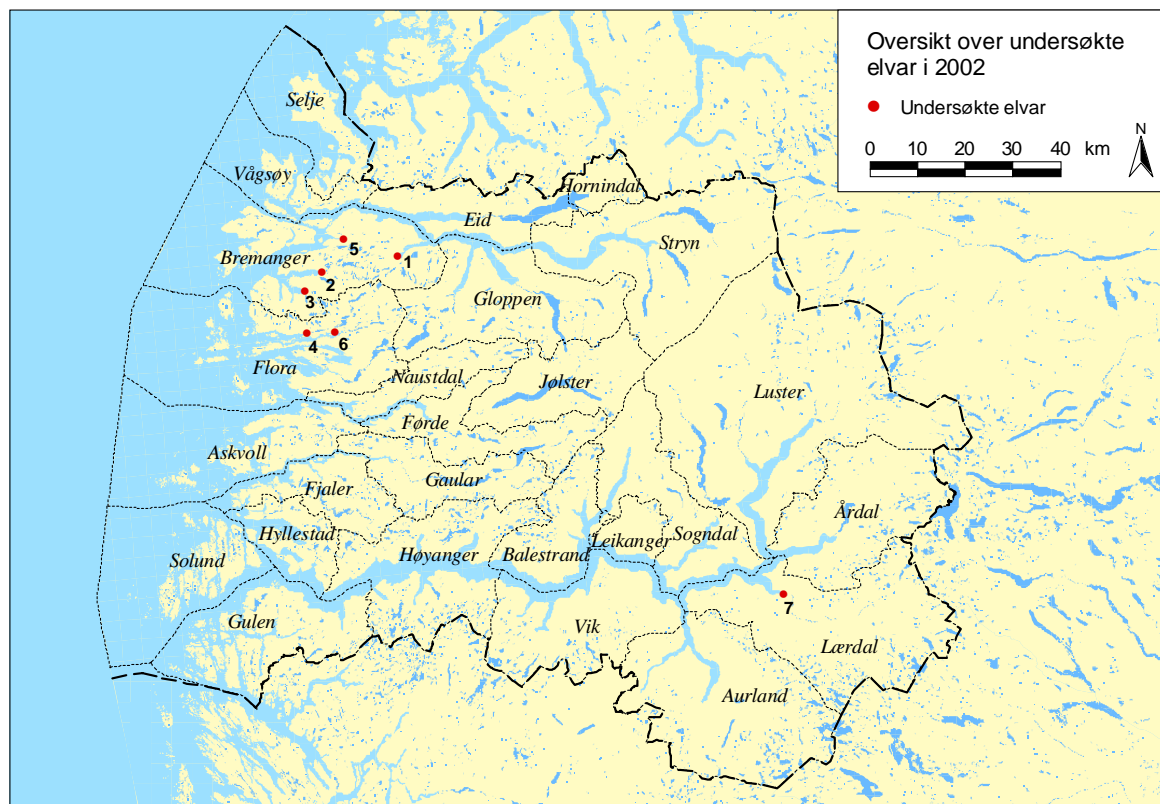 Oversikt over undersøkte
elvar i 2002
Undersøkte elvar
0 10 20 30 40 km
N
Selje
Vågsøy
Hornindal
Eid
Stryn
5
Bremanger
1
2
3
Gloppen
4
6
Flora
Naustdal
Jølster
Luster
Førde
Askvoll
Gaular
Fjaler
Årdal
Hyllestad
Leikanger
Sogndal
Solund
Høyanger
Balestrand
7
Gulen
Vik
Lærdal
Aurland